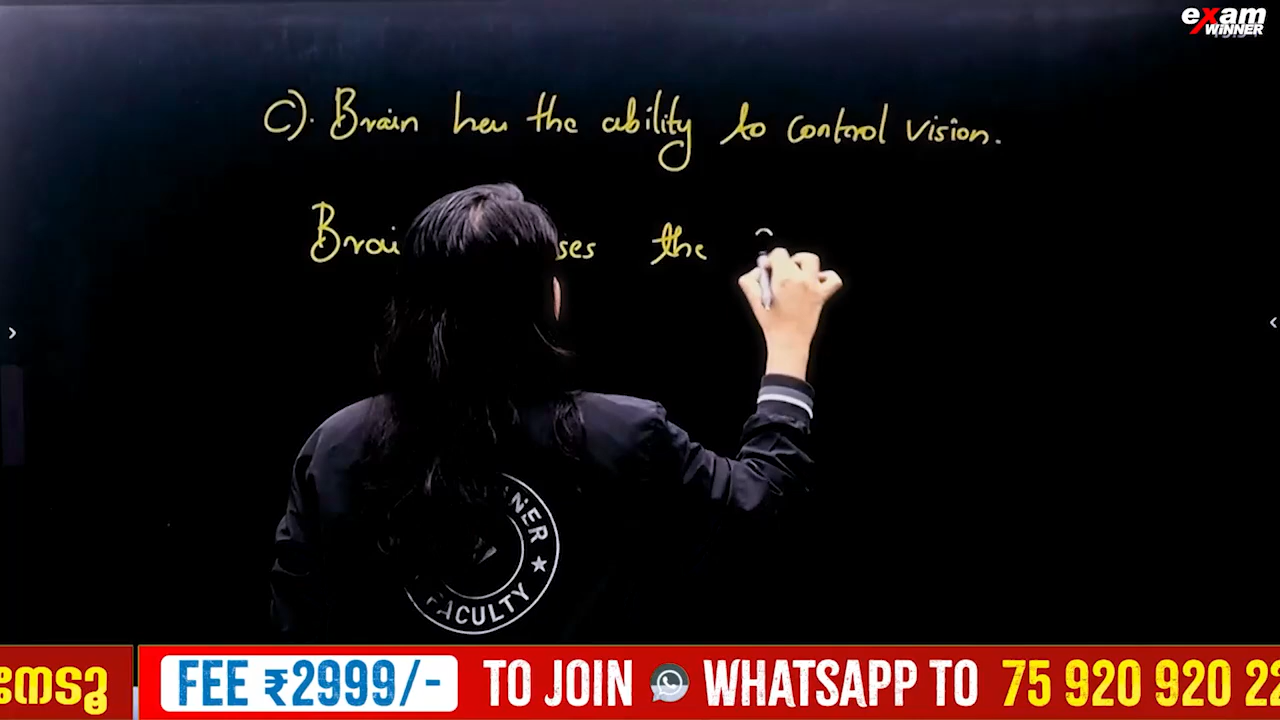 exam
WINNER
C). Brain has the ability to control vision.
Brai ses the
NER ★
FACULTY
നേടൂ FEE ₹2999/- TO JOIN WHATSAPP TO 75 920 920 22